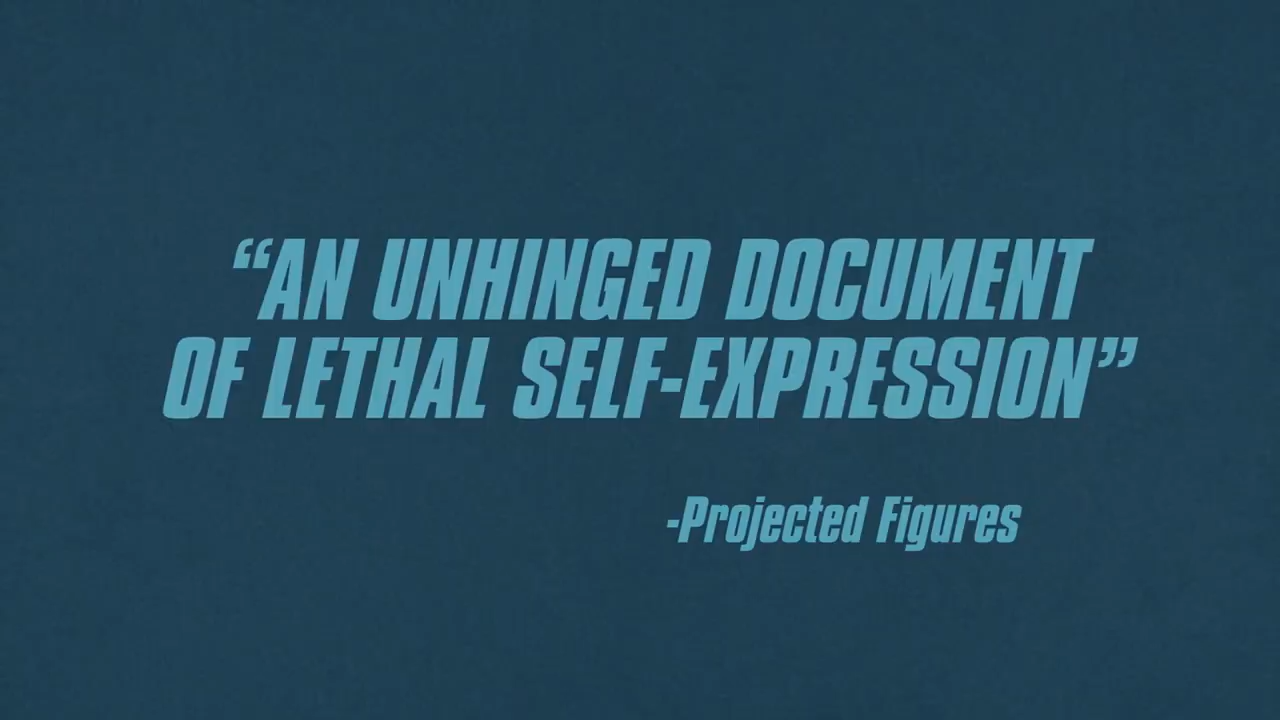 “AN UNHINGED DOCUMENT
OF LETHAL SELF-EXPRESSION”
-Projected Figures